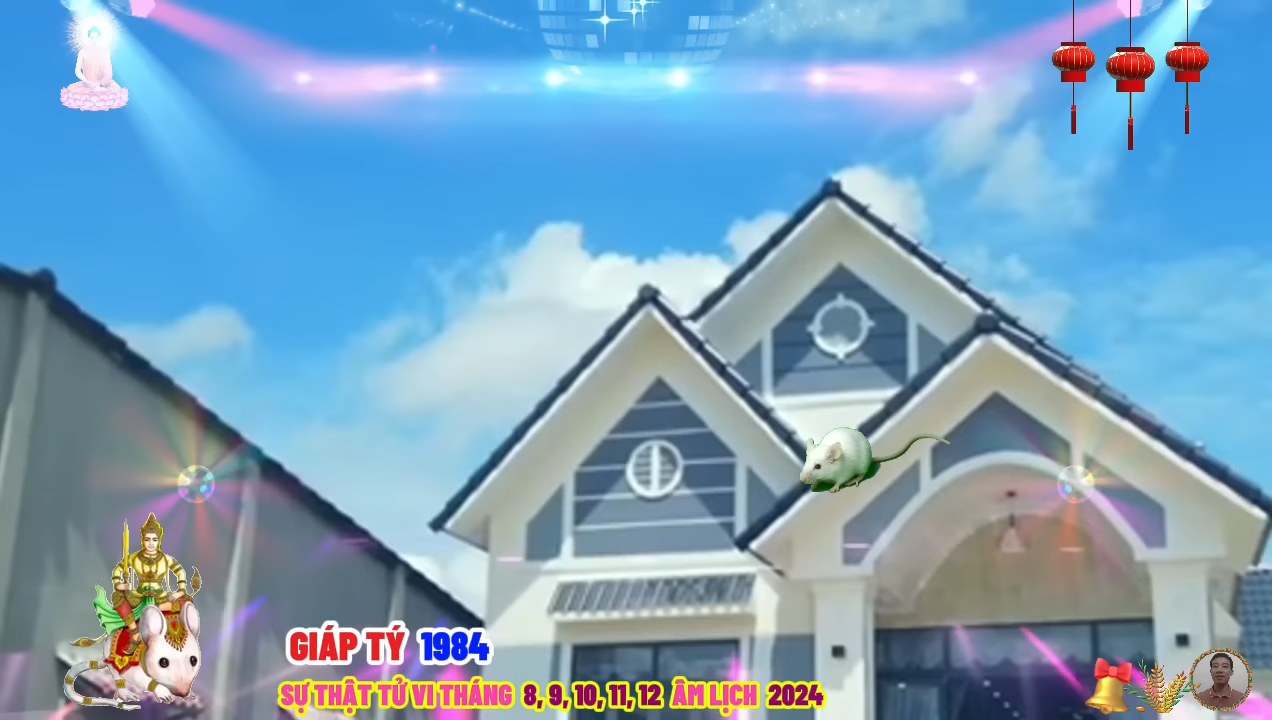 GIÁP TÝ 1984
SỰ THẬT TỬ VI THÁNG 8, 9, 10, 11, 12 ÂM LỊCH 2024